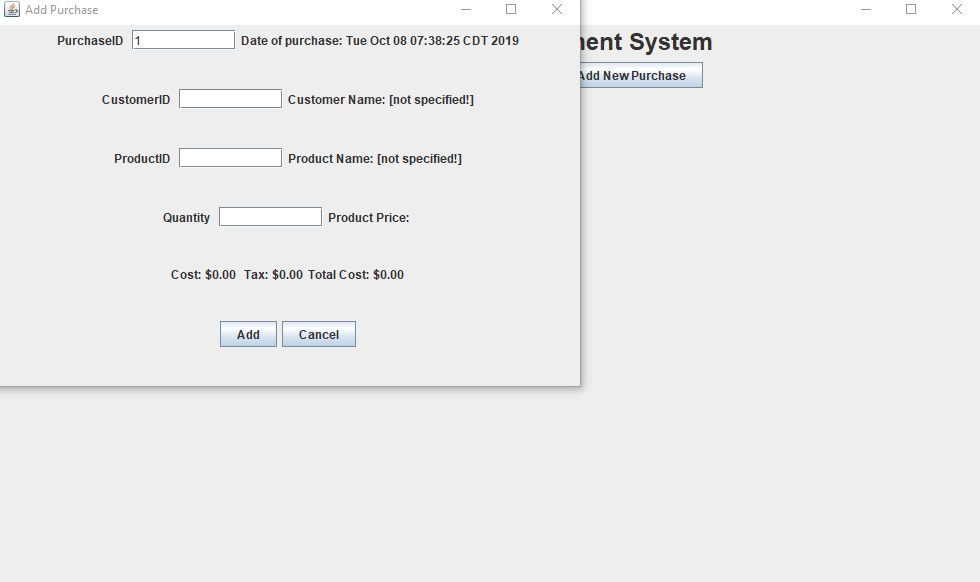 Add Purchase
PurchaseID 1 Date of purchase: Tue Oct 08 07:38:25 CDT 2019
CustomerID Customer Name: [not specified!]
ProductID Product Name: [not specified!]
Quantity Product Price:
Cost: $0.00 Tax: $0.00 Total Cost: $0.00
Add Cancel
System
Add New Purchase